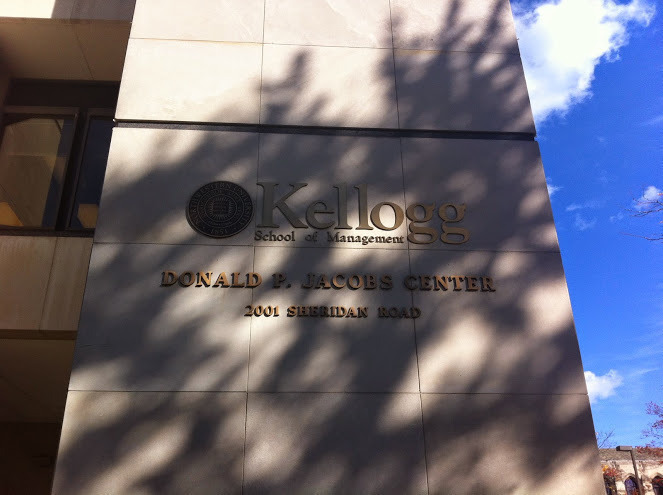 Kellogg
School of Management
DONALD P. JACOBS CENTER
2001 SHERIDAN ROAD